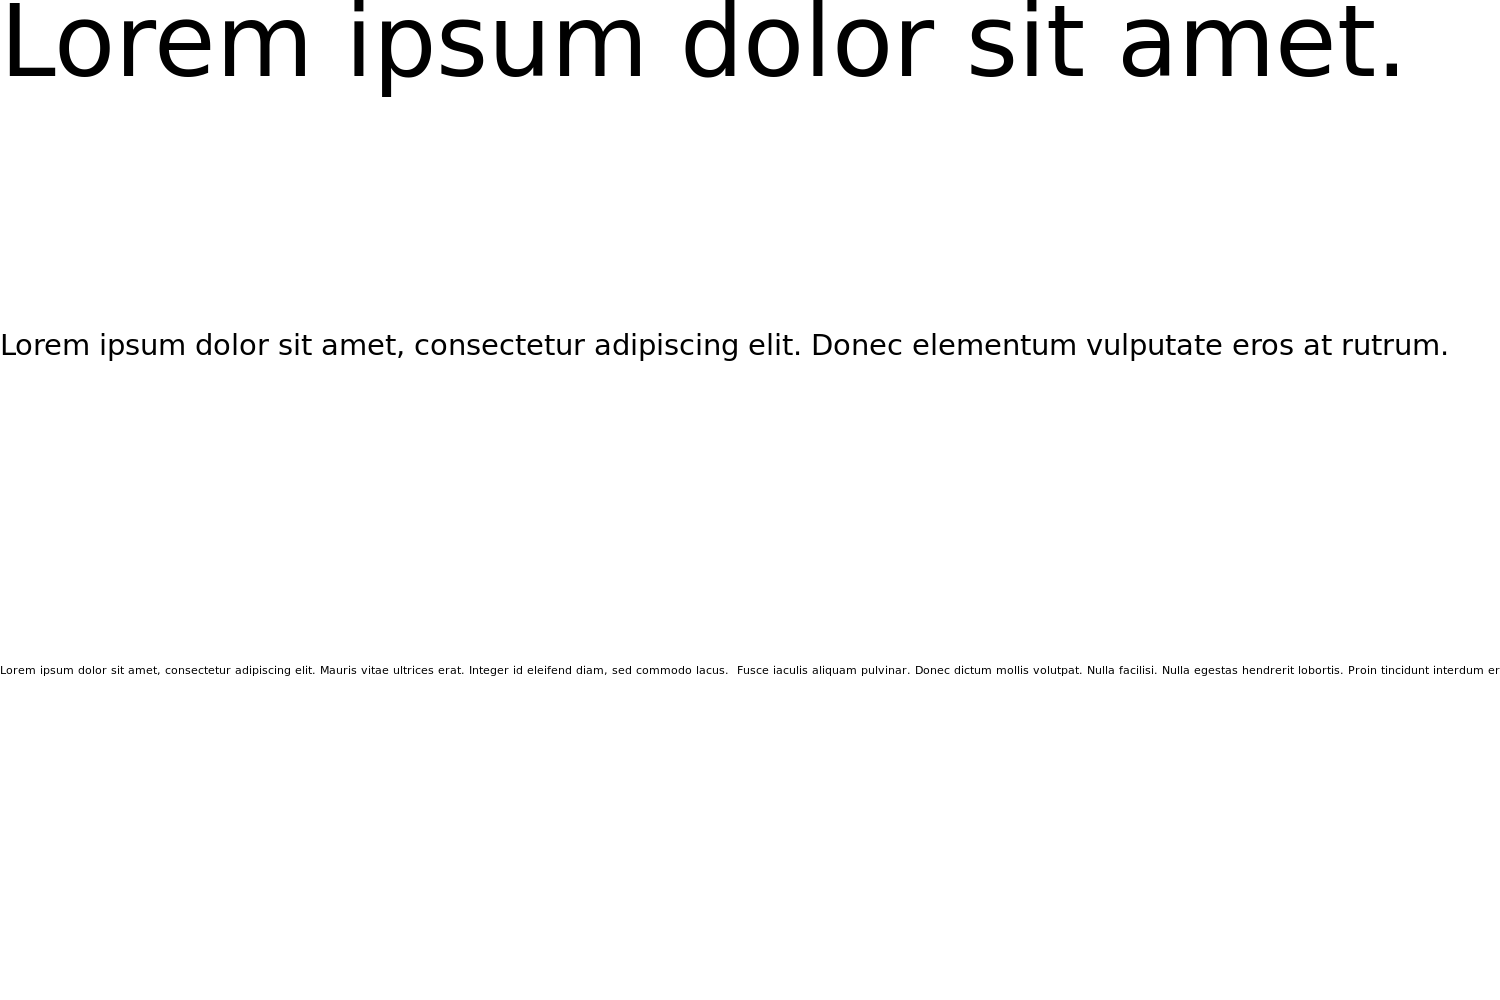 Lorem ipsum dolor sit amet.
Lorem ipsum dolor sit amet, consectetur adipiscing elit. Donec elementum vulputate eros at rutrum.
Lorem ipsum dolor sit amet, consectetur adipiscing elit. Mauris vitae ultrices erat. Integer id eleifend diam, sed commodo lacus.  Fusce iaculis aliquam pulvinar. Donec dictum mollis volutpat. Nulla facilisi. Nulla egestas hendrerit lobortis. Proin tincidunt interdum er